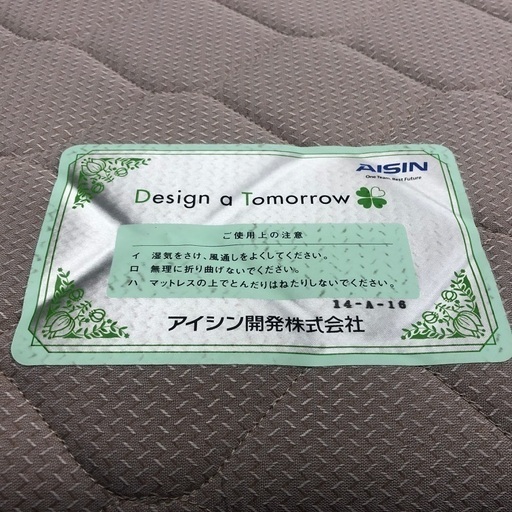 AISIN
One Team. Best Future
Design a Tomorrow
ご使用上の注意
イ 湿気をさけ、風通しをよくしてください。
ロ 無理に折り曲げないでください。
ハ マットレスの上でとんだりはねたりしないでください。
14-A-16
アイシン開発株式会社